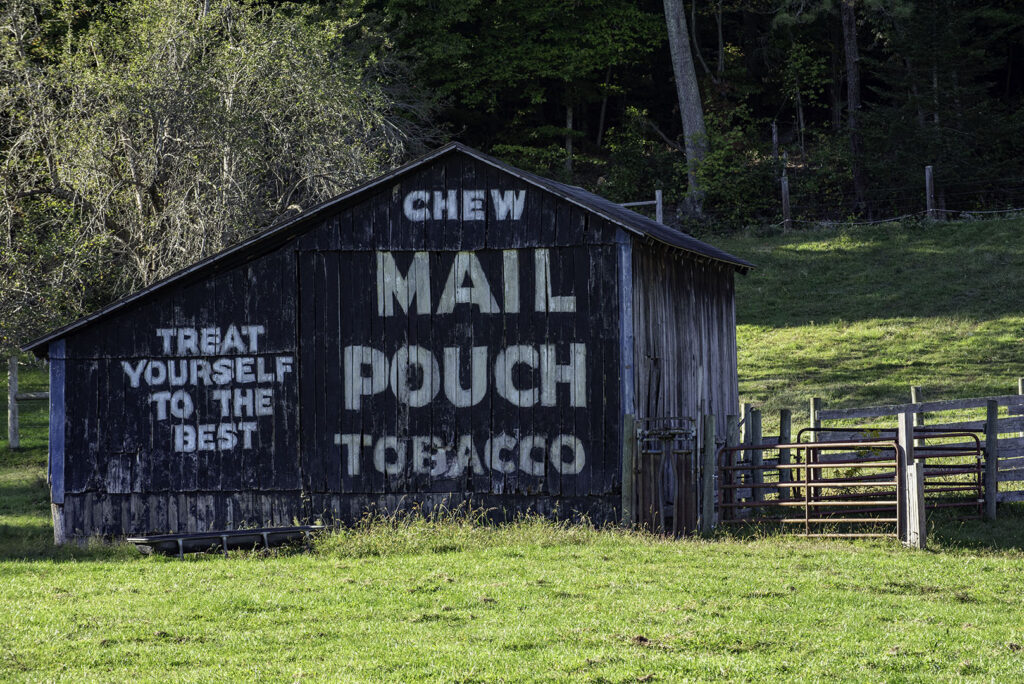 CHEW
MAIL
POUCH
TOBACCO
TREAT
YOURSELF
TO THE
BEST